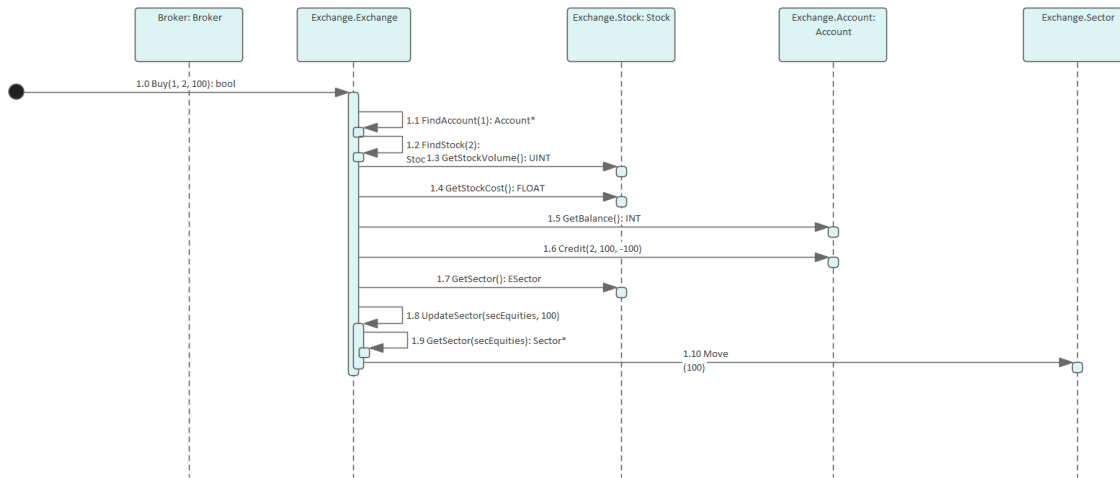 Broker: Broker
Exchange.Exchange
Exchange.Stock: Stock
Exchange.Account:
Account
Exchange.Sector
1.0 Buy(1, 2, 100): bool
1.1 FindAccount(1): Account*
1.2 FindStock(2):
Stoc
1.3 GetStockVolume(): UINT
1.4 GetStockCost(): FLOAT
1.5 GetBalance(): INT
1.6 Credit(2, 100, -100)
1.7 GetSector(): ESector
1.8 UpdateSector(secEquities, 100)
1.9 GetSector(secEquities): Sector*
1.10 Move
(100)